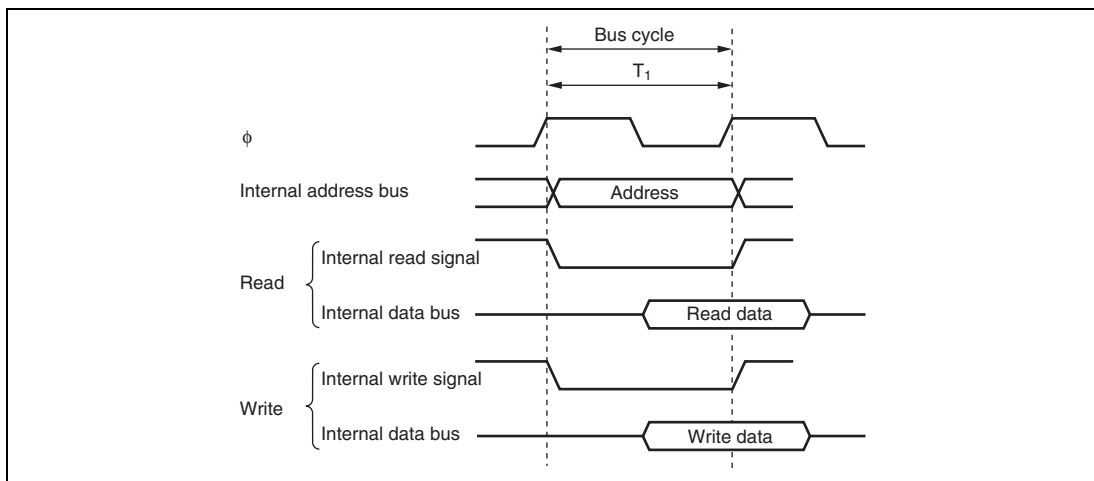 Bus cycle
T₁
ϕ
Internal address bus
Address
Read
Internal read signal
Internal data bus
Read data
Write
Internal write signal
Internal data bus
Write data